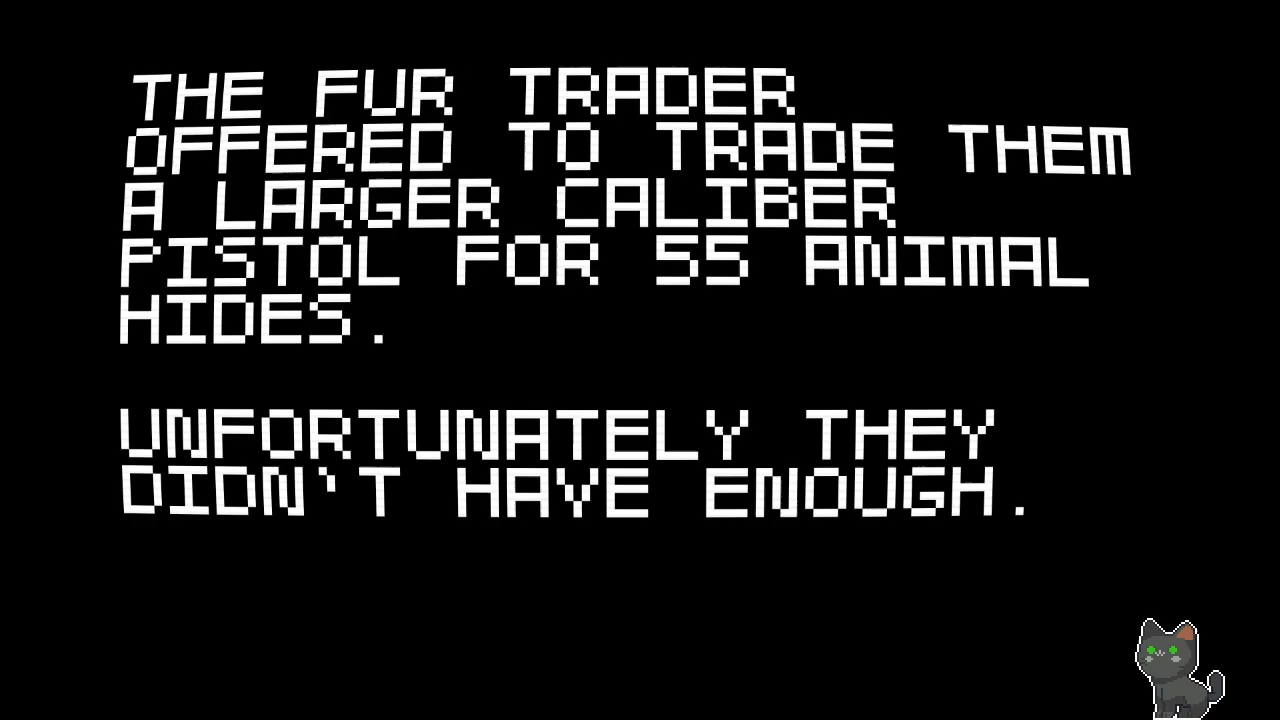 THE FUR TRADER
OFFERED TO TRADE THEM
A LARGER CALIBER
PISTOL FOR 55 ANIMAL
HIDES.
UNFORTUNATELY THEY
DIDN'T HAVE ENOUGH.